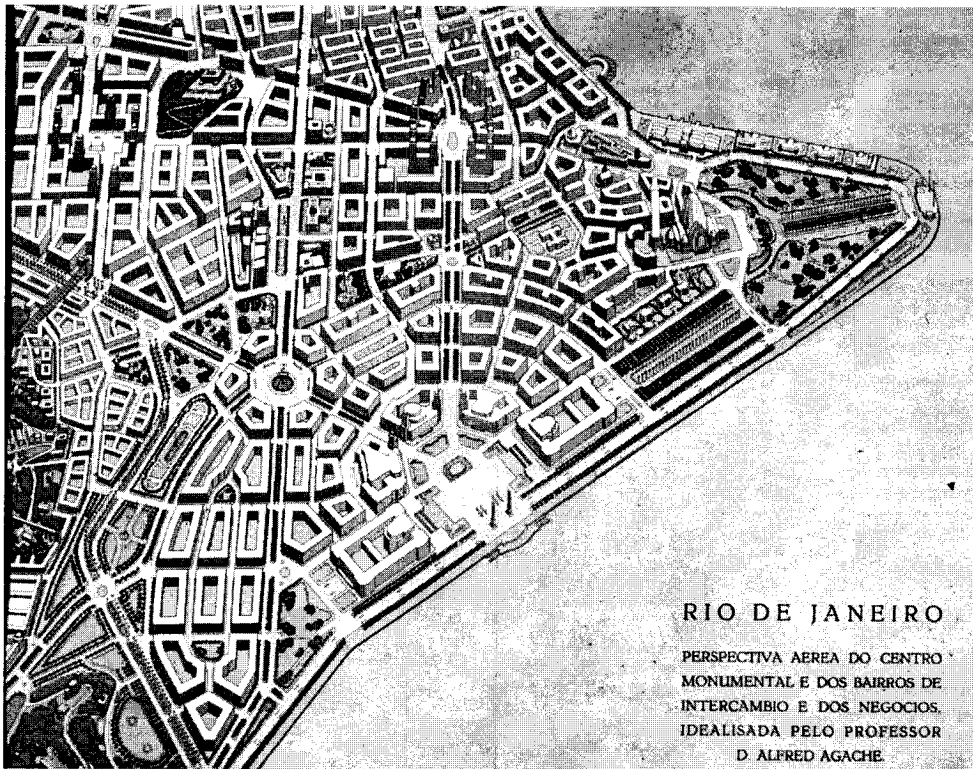 RIO DE JANEIRO
PERSPECTIVA AEREA DO CENTRO
MONUMENTAL E DOS BAIRROS DE
INTERCAMBIO E DOS NEGOCIOS,
IDEALISADA PELO PROFESSOR
D ALFRED AGACHE.